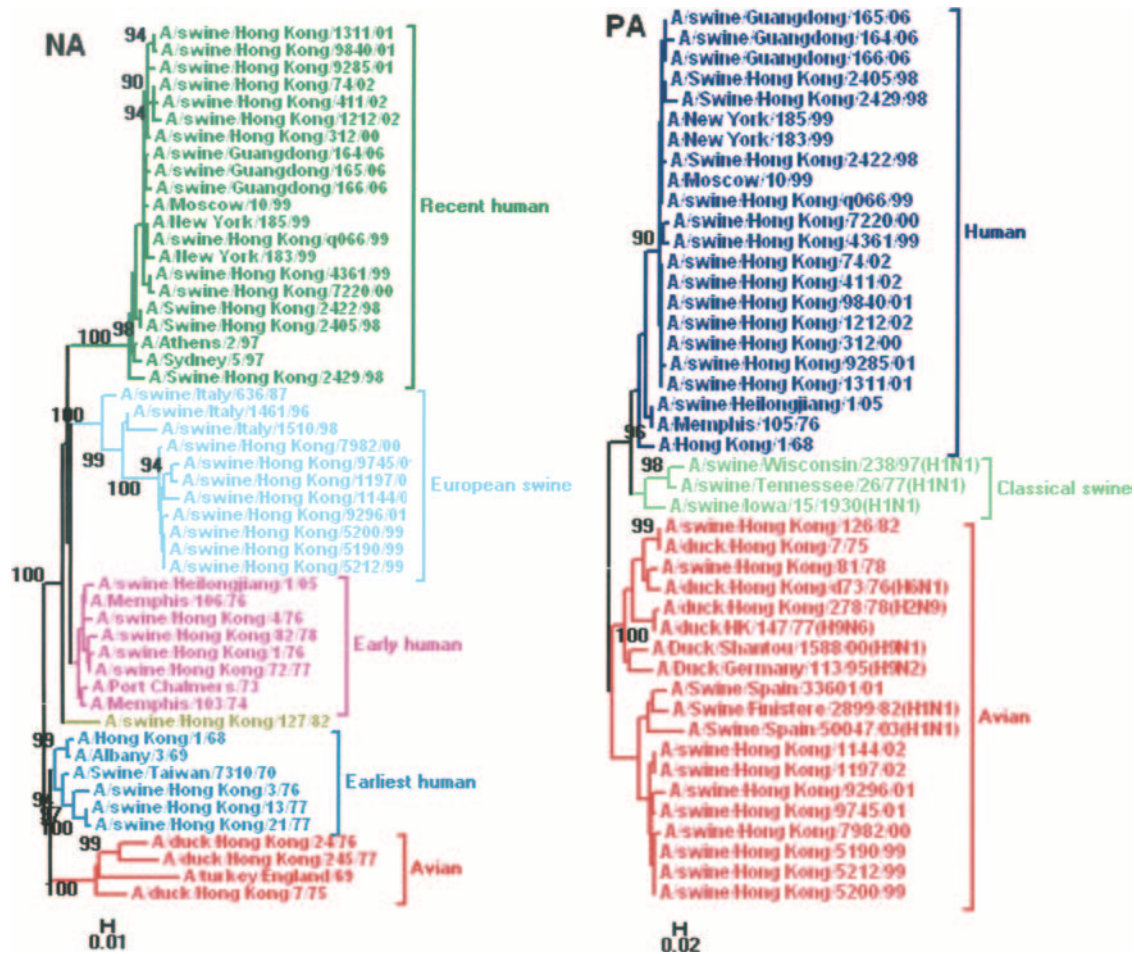 NA
94
A/swine/Hong Kong/1311/01
A/swine/Hong Kong/9840/01
A/swine/Hong Kong/9285/01
90
A/swine/Hong Kong/74/02
A/swine/Hong Kong/411/02
94
A/swine/Hong Kong/1212/02
A/swine/Hong Kong/312/00
A/swine/Guangdong/164/06
A/swine/Guangdong/165/06
A/swine/Guangdong/166/06
A/Moscow/10/99
Recent human
A/New York/185/99
A/swine/Hong Kong/q066/99
A/New York/183/99
A/swine/Hong Kong/4361/99
A/swine/Hong Kong/7220/00
A/Swine/Hong Kong/2422/98
A/Swine/Hong Kong/2405/98
100
98
A/Athens/2/97
A/Sydney/5/97
A/Swine/Hong Kong/2429/98
A/swine/Italy/636/87
100
A/swine/Italy/1461/96
A/swine/Italy/1510/98
99
A/swine/Hong Kong/7982/00
94
A/swine/Hong Kong/9745/0
100
A/swine/Hong Kong/1197/0
European swine
A/swine/Hong Kong/1144/0
A/swine/Hong Kong/9296/01
A/swine/Hong Kong/5200/99
A/swine/Hong Kong/5190/99
A/swine/Hong Kong/5212/99
100
A/swine/Heilongjiang/1/05
A/Memphis/106/76
A/swine/Hong Kong/4/76
A/swine/Hong Kong/82/78
Early human
A/swine/Hong Kong/1/76
A/swine/Hong Kong/72/77
A/Port Chalmers/73
A/Memphis/103/74
A/swine/Hong Kong/127/82
99
A/Hong Kong/1/68
A/Albany/3/69
A/Swine/Taiwan/7310/70
Earliest human
A/swine/Hong Kong/3/76
94
A/swine/Hong Kong/13/77
97
100
A/swine/Hong Kong/21/77
99
A/duck/Hong Kong/24/76
A/duck/Hong Kong/245/77
Avian
A/turkey/England/69
100
A/duck/Hong Kong/7/75
0.01
PA
A/swine/Guangdong/165/06
A/swine/Guangdong/164/06
A/swine/Guangdong/166/06
A/Swine/Hong Kong/2405/98
A/Swine/Hong Kong/2429/98
A/New York/185/99
A/New York/183/99
A/Swine/Hong Kong/2422/98
A/Moscow/10/99
A/swine/Hong Kong/q066/99
A/swine/Hong Kong/7220/00
Human
90
A/swine/Hong Kong/4361/99
A/swine/Hong Kong/74/02
A/swine/Hong Kong/411/02
A/swine/Hong Kong/9840/01
A/swine/Hong Kong/1212/02
A/swine/Hong Kong/312/00
A/swine/Hong Kong/9285/01
A/swine/Hong Kong/1311/01
A/swine/Heilongjiang/1/05
A/Memphis/105/76
96
A/Hong Kong/1/68
98
A/swine/Wisconsin/238/97(H1N1)
A/swine/Tennessee/26/77(H1N1)
Classical swine
A/swine/Iowa/15/1930(H1N1)
99
A/swine/Hong Kong/126/82
A/duck/Hong Kong/7/75
A/swine/Hong Kong/81/78
A/duck/Hong Kong/d73/76(H6N1)
A/duck/Hong Kong/278/78(H2N9)
100
A/duck/HK/147/77(H9N6)
A/Duck/Shantou/1588/00(H9N1)
A/Duck/Germany/113/95(H9N2)
A/Swine/Spain/33601/01
A/Swine/Finistere/2899/82(H1N1)
Avian
A/Swine/Spain/50047/03(H1N1)
A/swine/Hong Kong/1144/02
A/swine/Hong Kong/1197/02
A/swine/Hong Kong/9296/01
A/swine/Hong Kong/9745/01
A/swine/Hong Kong/7982/00
A/swine/Hong Kong/5190/99
A/swine/Hong Kong/5212/99
A/swine/Hong Kong/5200/99
0.02